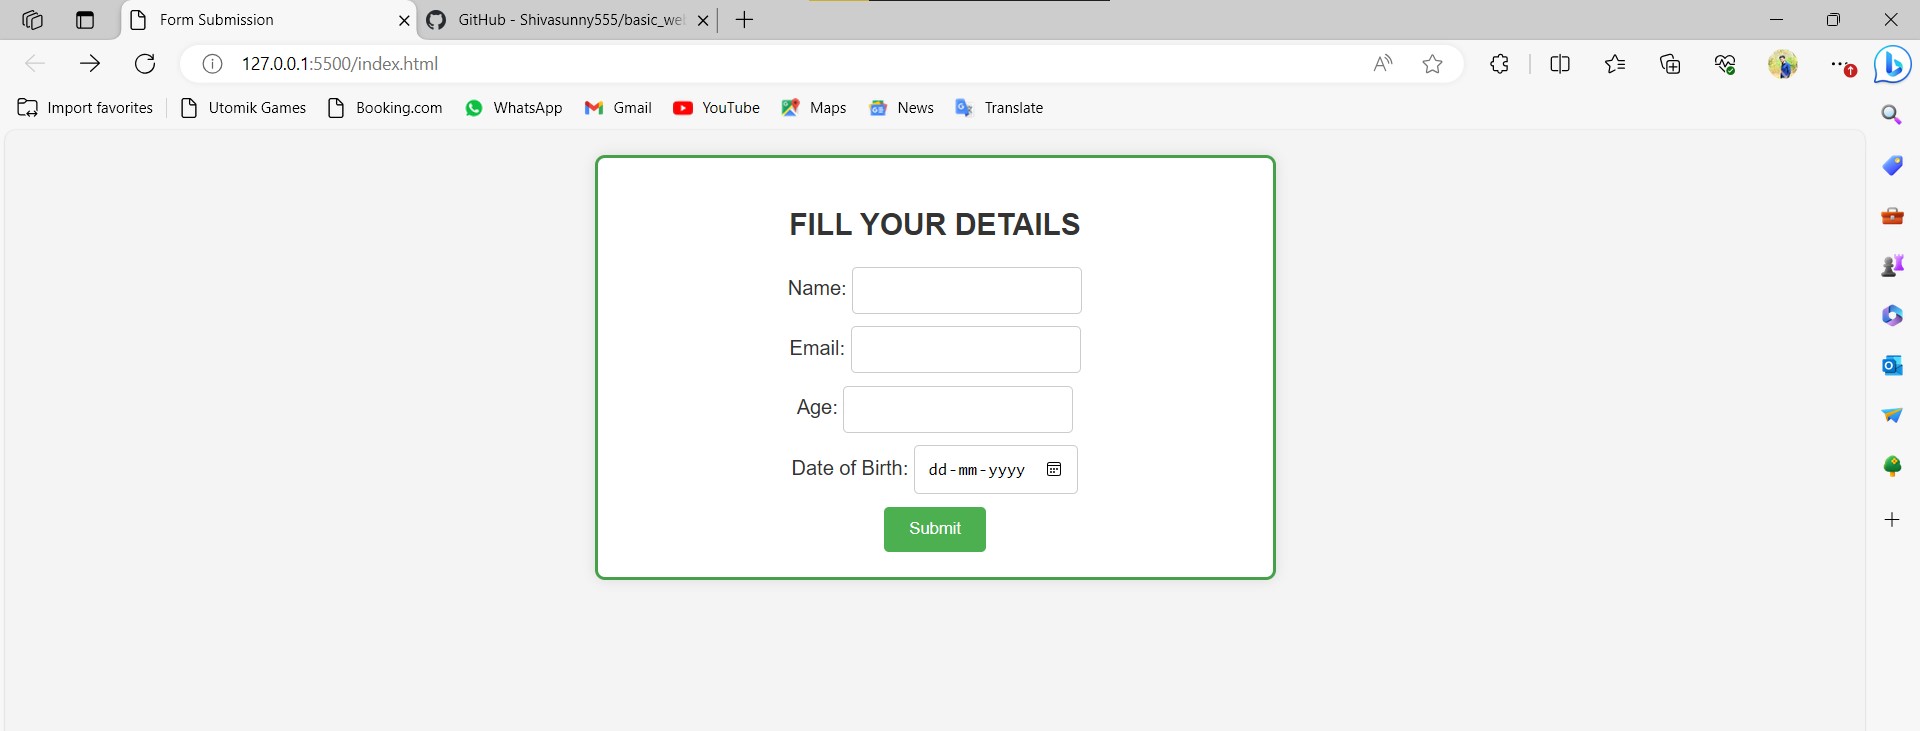 Form Submission
GitHub - Shivasunny555/basic_we
127.0.0.1:5500/index.html
Import favorites Utomik Games Booking.com WhatsApp Gmail YouTube Maps News Translate
FILL YOUR DETAILS
Name:
Email:
Age:
Date of Birth: dd-mm-yyyy
Submit